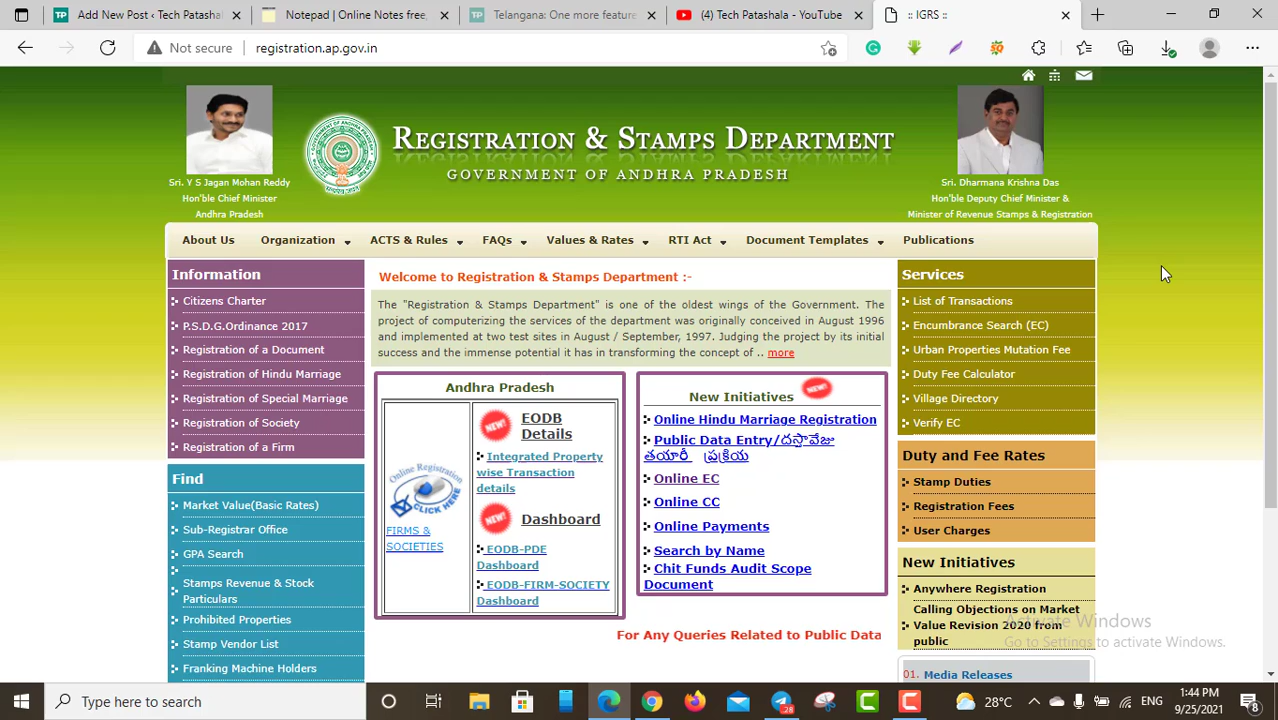 Telugu portal – Find
Telangana: One more feather to
(4) Tech Patashala - YouTube
Not secure
registration.ap.gov.in
REGISTRATION & STAMPS DEPARTMENT
GOVERNMENT OF ANDHRA PRADESH
Sri. Y S Jagan Mohan Reddy
Hon'ble Chief Minister
Andhra Pradesh
Sri. Dharmana Krishna Das
Hon'ble Deputy Chief Minister &
Minister of Revenue Stamps & Registration
About Us Organization ACTS & Rules FAQs Values & Rates RTI Act Document Templates Publications
Information
Citizens Charter
P.S.D.G.Ordinance 2017
Registration of a Document
Registration of Hindu Marriage
Registration of Special Marriage
Registration of Society
Registration of a Firm
Find
Market Value(Basic Rates)
Sub-Registrar Office
GPA Search
Stamps Revenue & Stock
Particulars
Prohibited Properties
Stamp Vendor List
Franking Machine Holders
Welcome to Registration & Stamps Department :-
The "Registration & Stamps Department" is one of the oldest wings of the Government. The
project of computerizing the services of the department was originally conceived in August 1996
and implemented at two test sites in August / September, 1997. Judging the project by its initial
success and the immense potential it has in transforming the concept of .. more
Andhra Pradesh
Online Registration
CLICK HERE
FIRMS &
SOCIETIES
NEW!
EODB
Details
Integrated Property
wise Transaction
details
NEW!
Dashboard
EODB-PDE
Dashboard
EODB-FIRM-SOCIETY
Dashboard
New Initiatives NEW!
Online Hindu Marriage Registration
Public Data Entry/దస్తావేజు
తయారీ ప్రక్రియ
Online EC
Online CC
Online Payments
Search by Name
Chit Funds Audit Scope
Document
For Any Queries Related to Public Data
Services
List of Transactions
Encumbrance Search (EC)
Urban Properties Mutation Fee
Duty Fee Calculator
Village Directory
Verify EC
Duty and Fee Rates
Stamp Duties
Registration Fees
User Charges
New Initiatives
Anywhere Registration
Calling Objections on Market
Value Revision 2020 from
public
01. Media Releases
Activate Windows
Go to Settings to activate Windows.
Type here to search
28
28°C
ENG
1:44 PM
9/25/2021
8